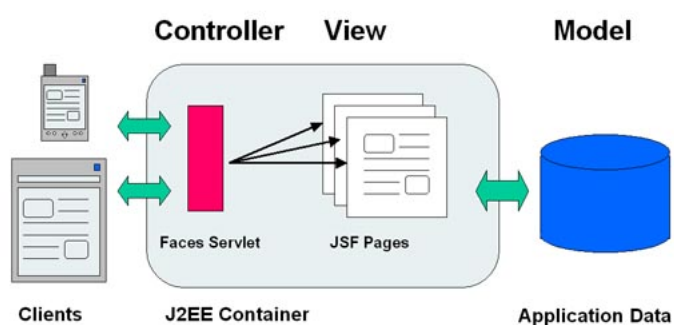 Controller View Model
Faces Servlet JSF Pages
Clients J2EE Container Application Data